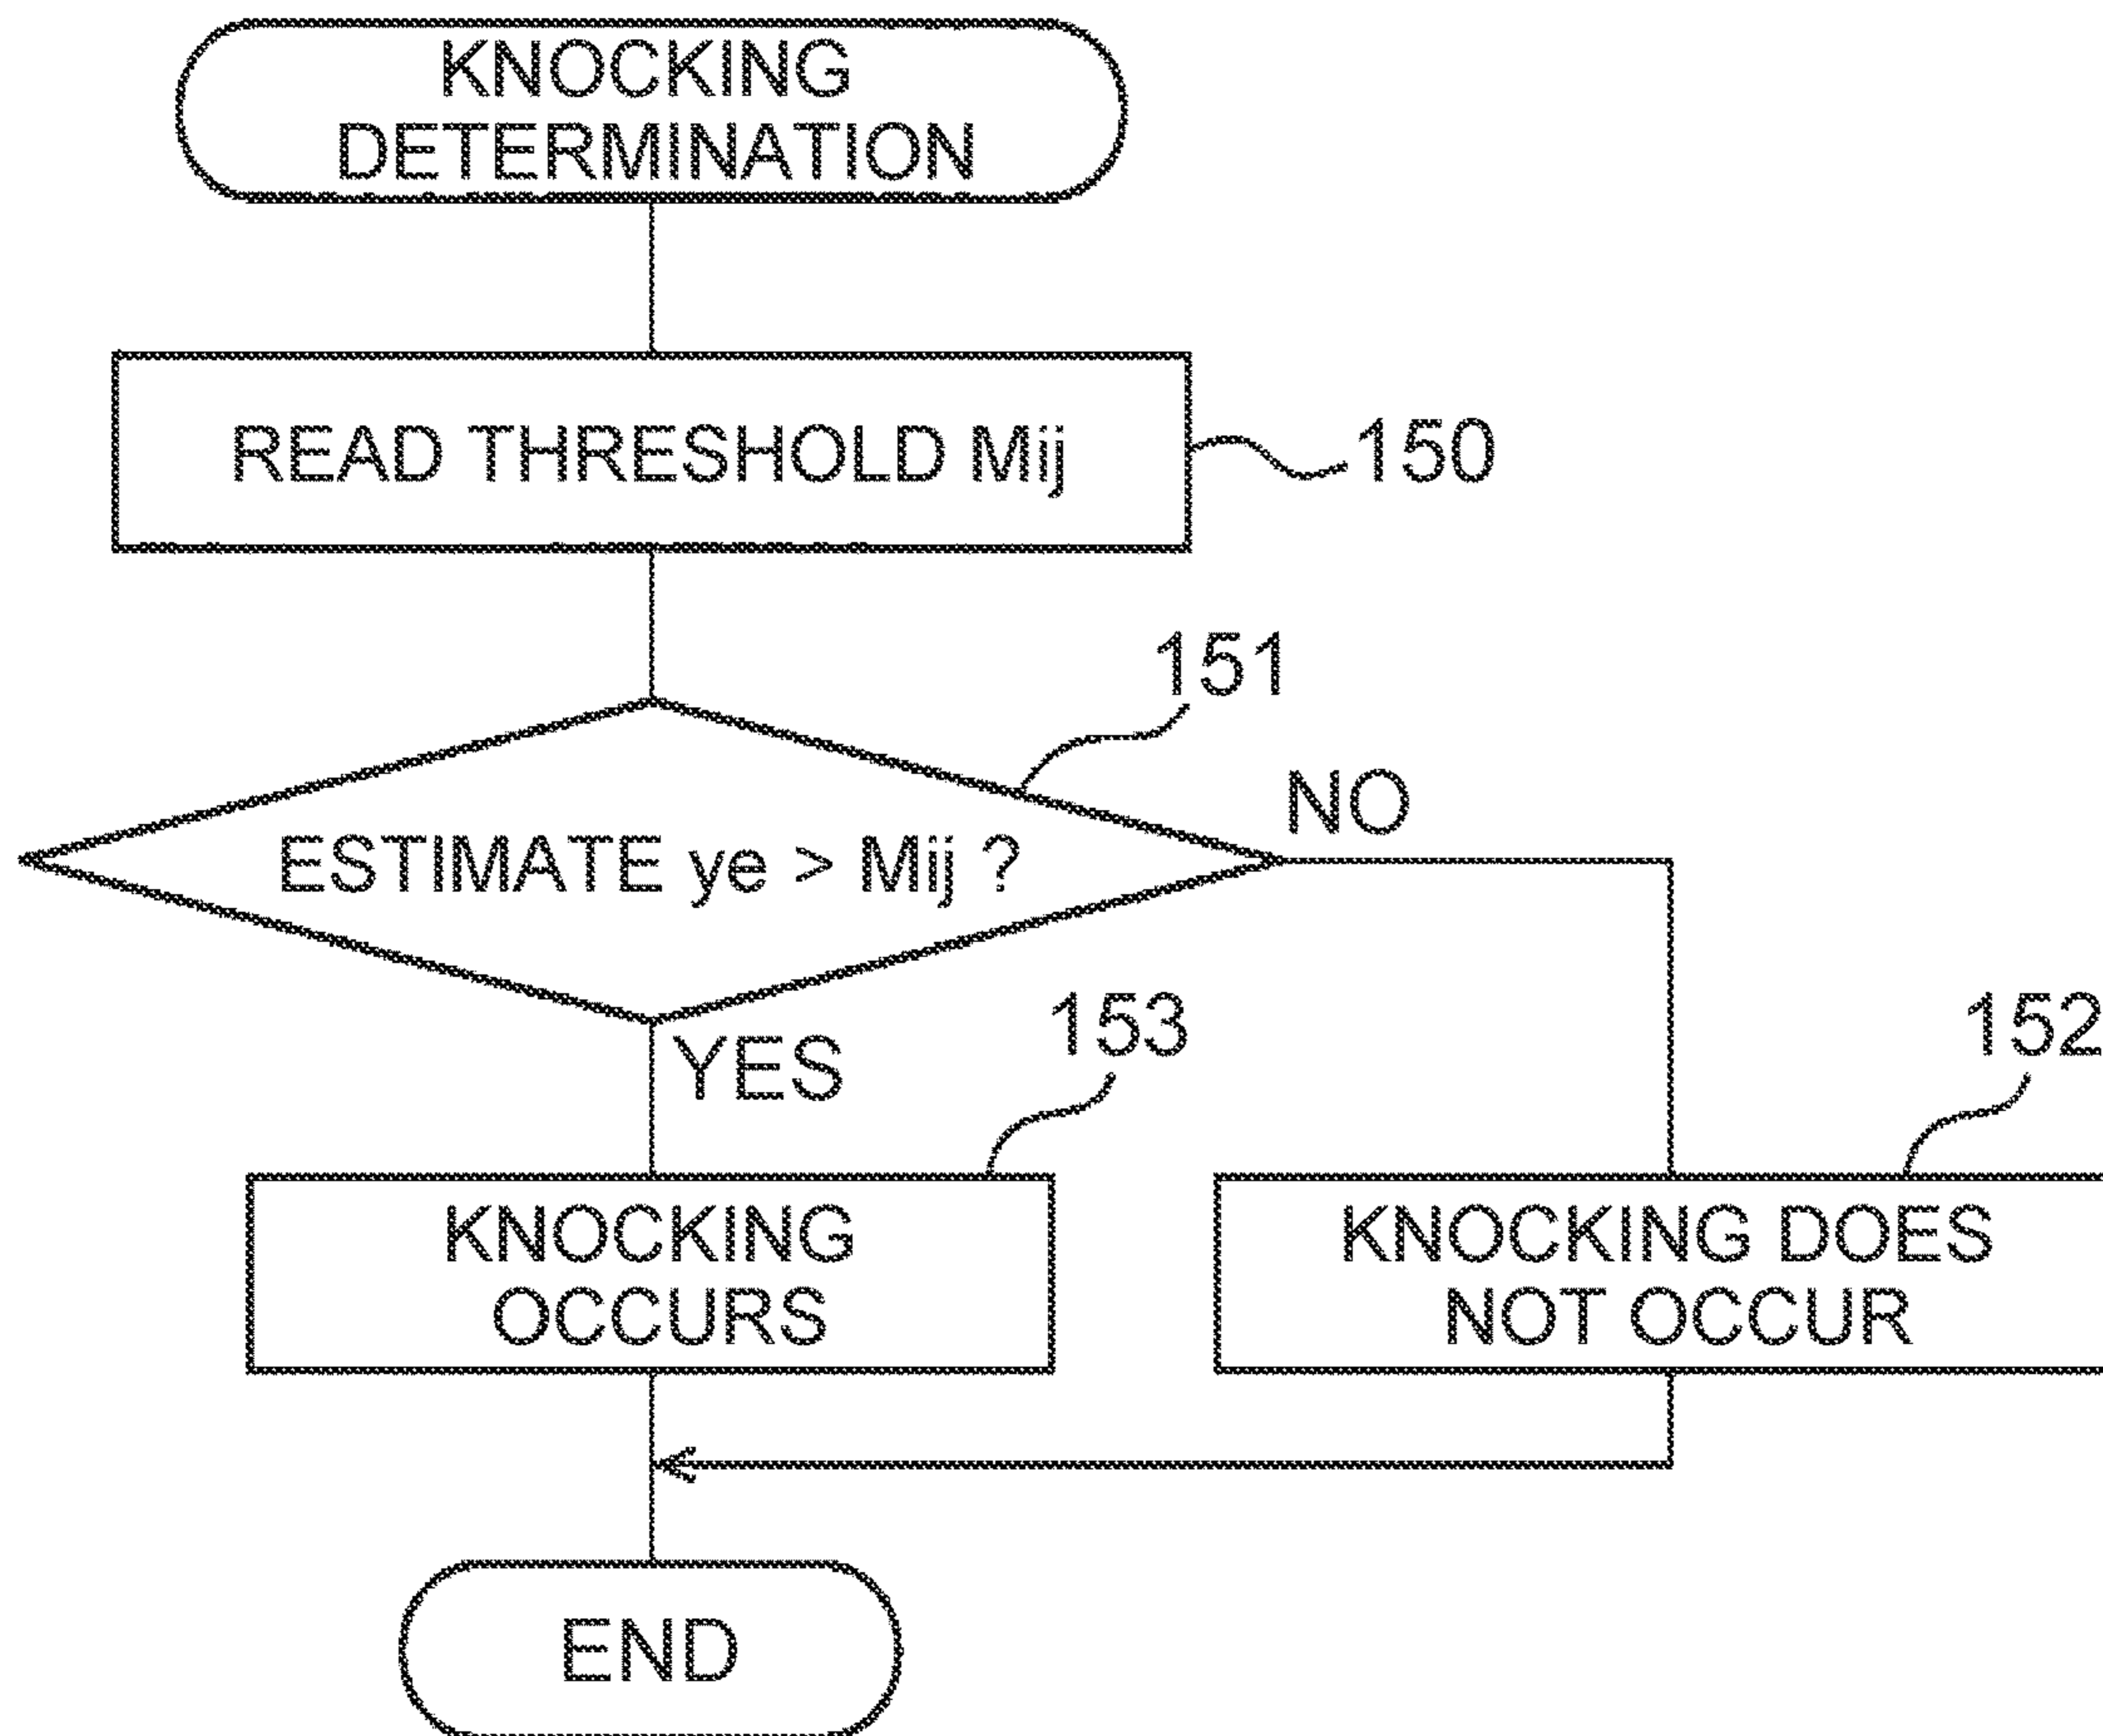 KNOCKING
DETERMINATION
READ THRESHOLD Mij
150
151
ESTIMATE ye > Mij ?
NO
YES
153
152
KNOCKING
OCCURS
KNOCKING DOES
NOT OCCUR
END